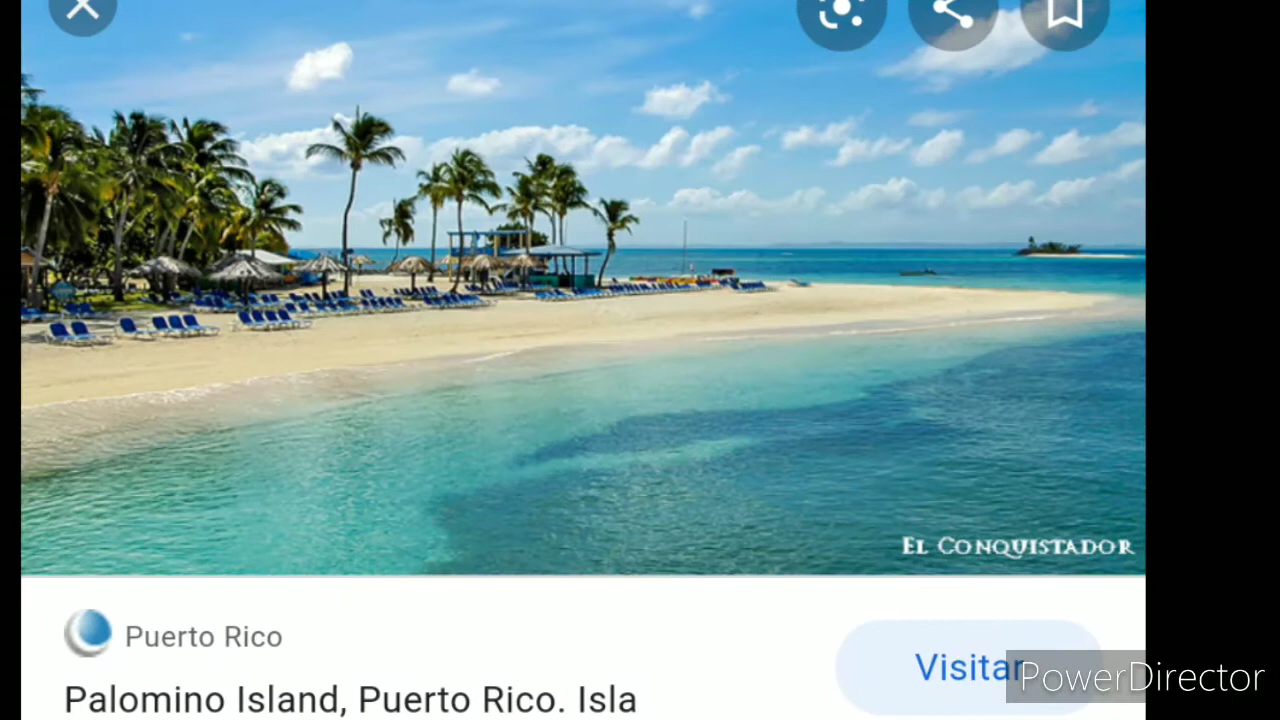 EL CONQUISTADOR
Puerto Rico
Visitar
PowerDirector
Palomino Island, Puerto Rico. Isla